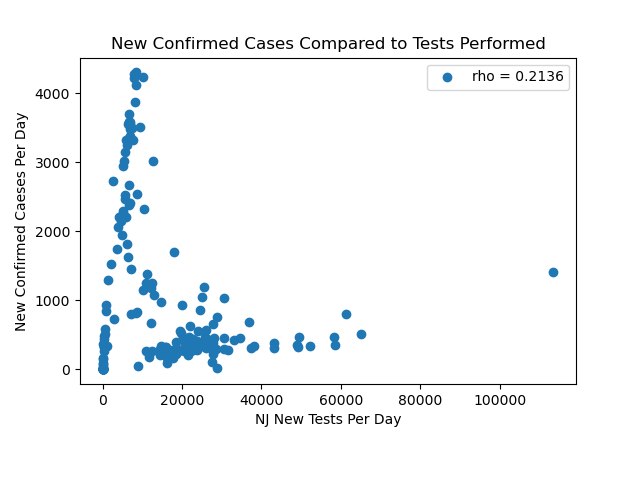 New Confirmed Cases Compared to Tests Performed
rho = 0.2136
New Confirmed Caeses Per Day
4000
3000
2000
1000
0
0 20000 40000 60000 80000 100000
NJ New Tests Per Day